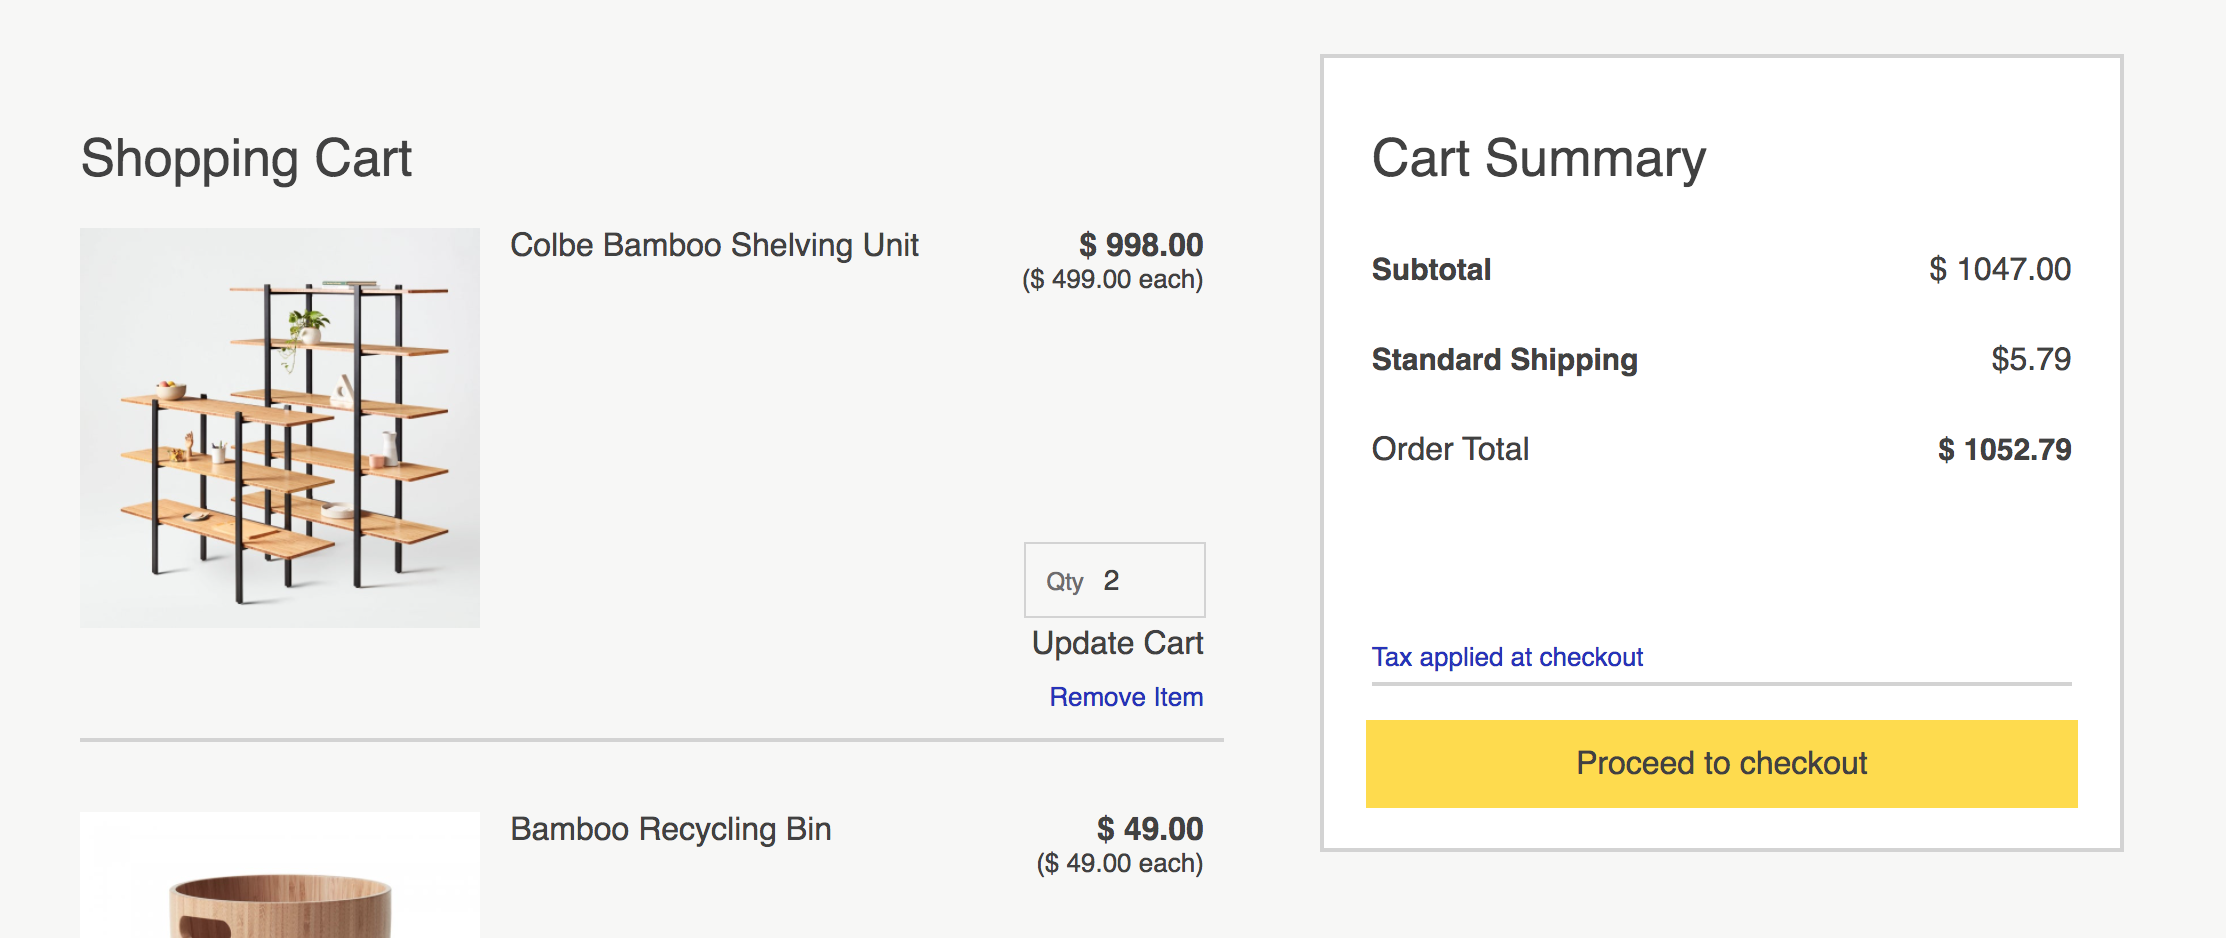 Shopping Cart
Colbe Bamboo Shelving Unit
$ 998.00
($ 499.00 each)
Qty 2
Update Cart
Remove Item
Bamboo Recycling Bin
$ 49.00
($ 49.00 each)
Cart Summary
Subtotal $ 1047.00
Standard Shipping $5.79
Order Total $ 1052.79
Tax applied at checkout
Proceed to checkout